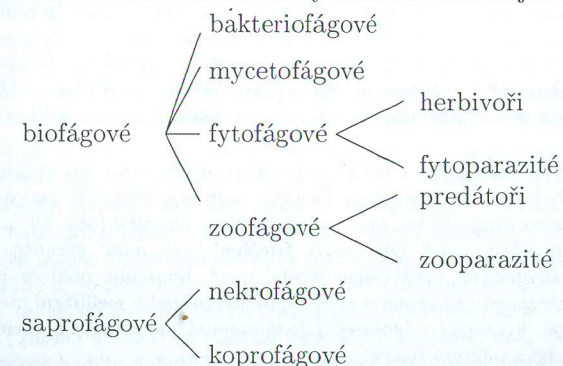 bakteriofágové
mycetofágové
herbivoři
biofágové
fytofágové
fytoparazité
predátoři
zoofágové
zooparazité
nekrofágové
saprofágové
koprofágové